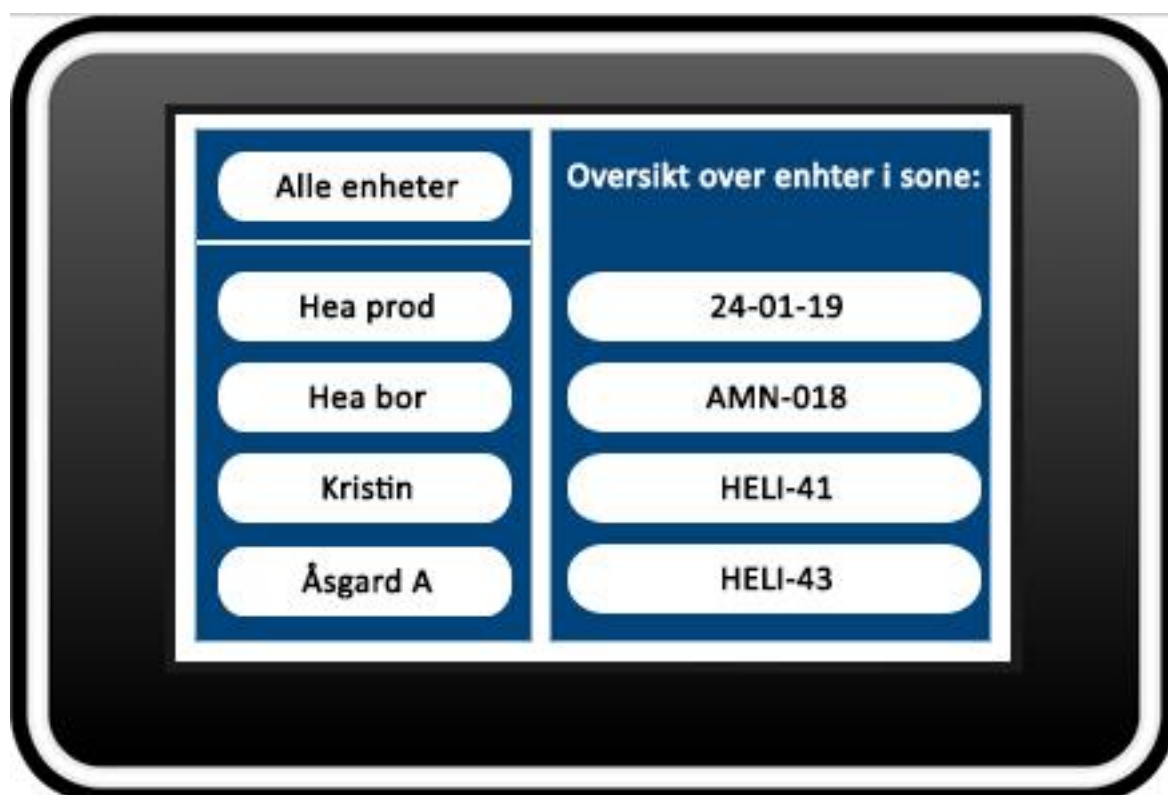 Alle enheter
Hea prod
Hea bor
Kristin
Åsgard A
Oversikt over enhter i sone:
24-01-19
AMN-018
HELI-41
HELI-43